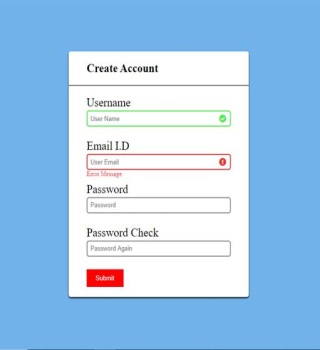 Create Account
Username
User Name
Email I.D
User Email
Error Message
Password
Password
Password Check
Password Again
Submit